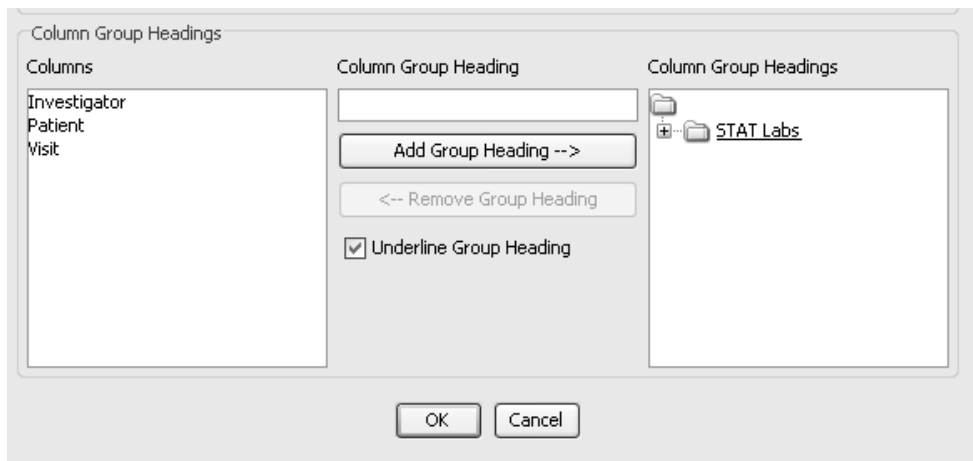 Column Group Headings
Columns
Column Group Heading
Column Group Headings
Investigator
Patient
Visit
Add Group Heading -->
<-- Remove Group Heading
Underline Group Heading
STAT Labs
OK
Cancel